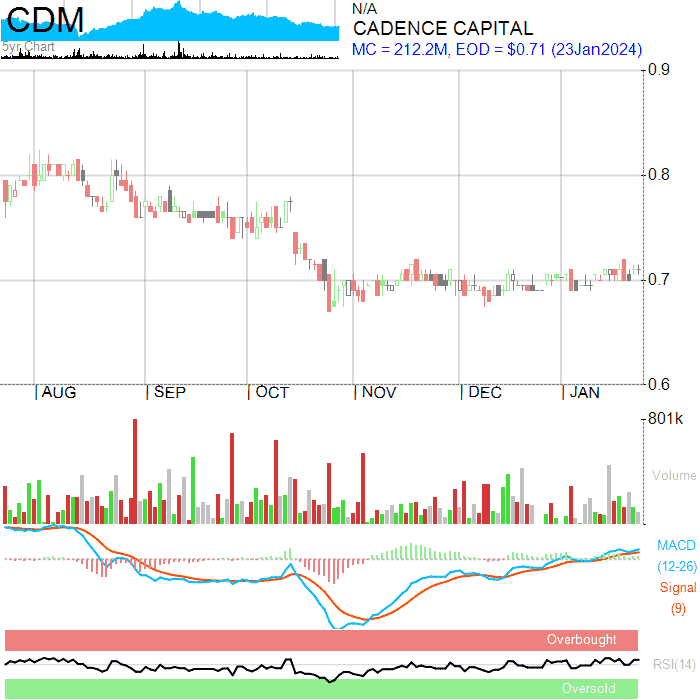 CDM
5yr Chart
N/A
CADENCE CAPITAL
MC = 212.2M, EOD = $0.71 (23Jan2024)
0.9
0.8
0.7
0.6
|AUG |SEP |OCT |NOV |DEC |JAN
801k
Volume
MACD
(12-26)
Signal
(9)
Overbought
RSI(14)
Oversold